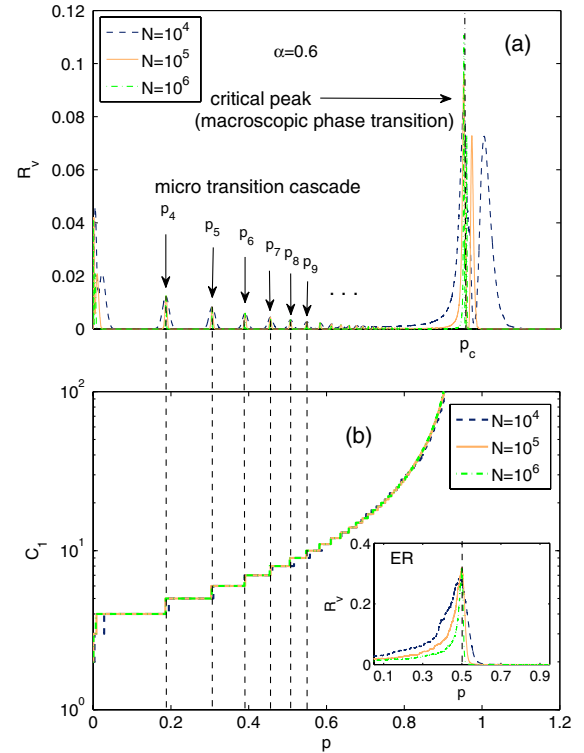 0.12
0.1
0.08
0.06
0.04
0.02
0
R_v
N=10^4
N=10^5
N=10^6
α=0.6
(a)
critical peak
(macroscopic phase transition)
micro transition cascade
p_4
p_5
p_6
p_7
p_8
p_9
. . .
p_c
10^2
10^1
10^0
C_1
(b)
N=10^4
N=10^5
N=10^6
ER
0.4
0.2
0
R_v
0.1 0.3 0.5 0.7 0.9
p
0 0.2 0.4 0.6 0.8 1 1.2
p